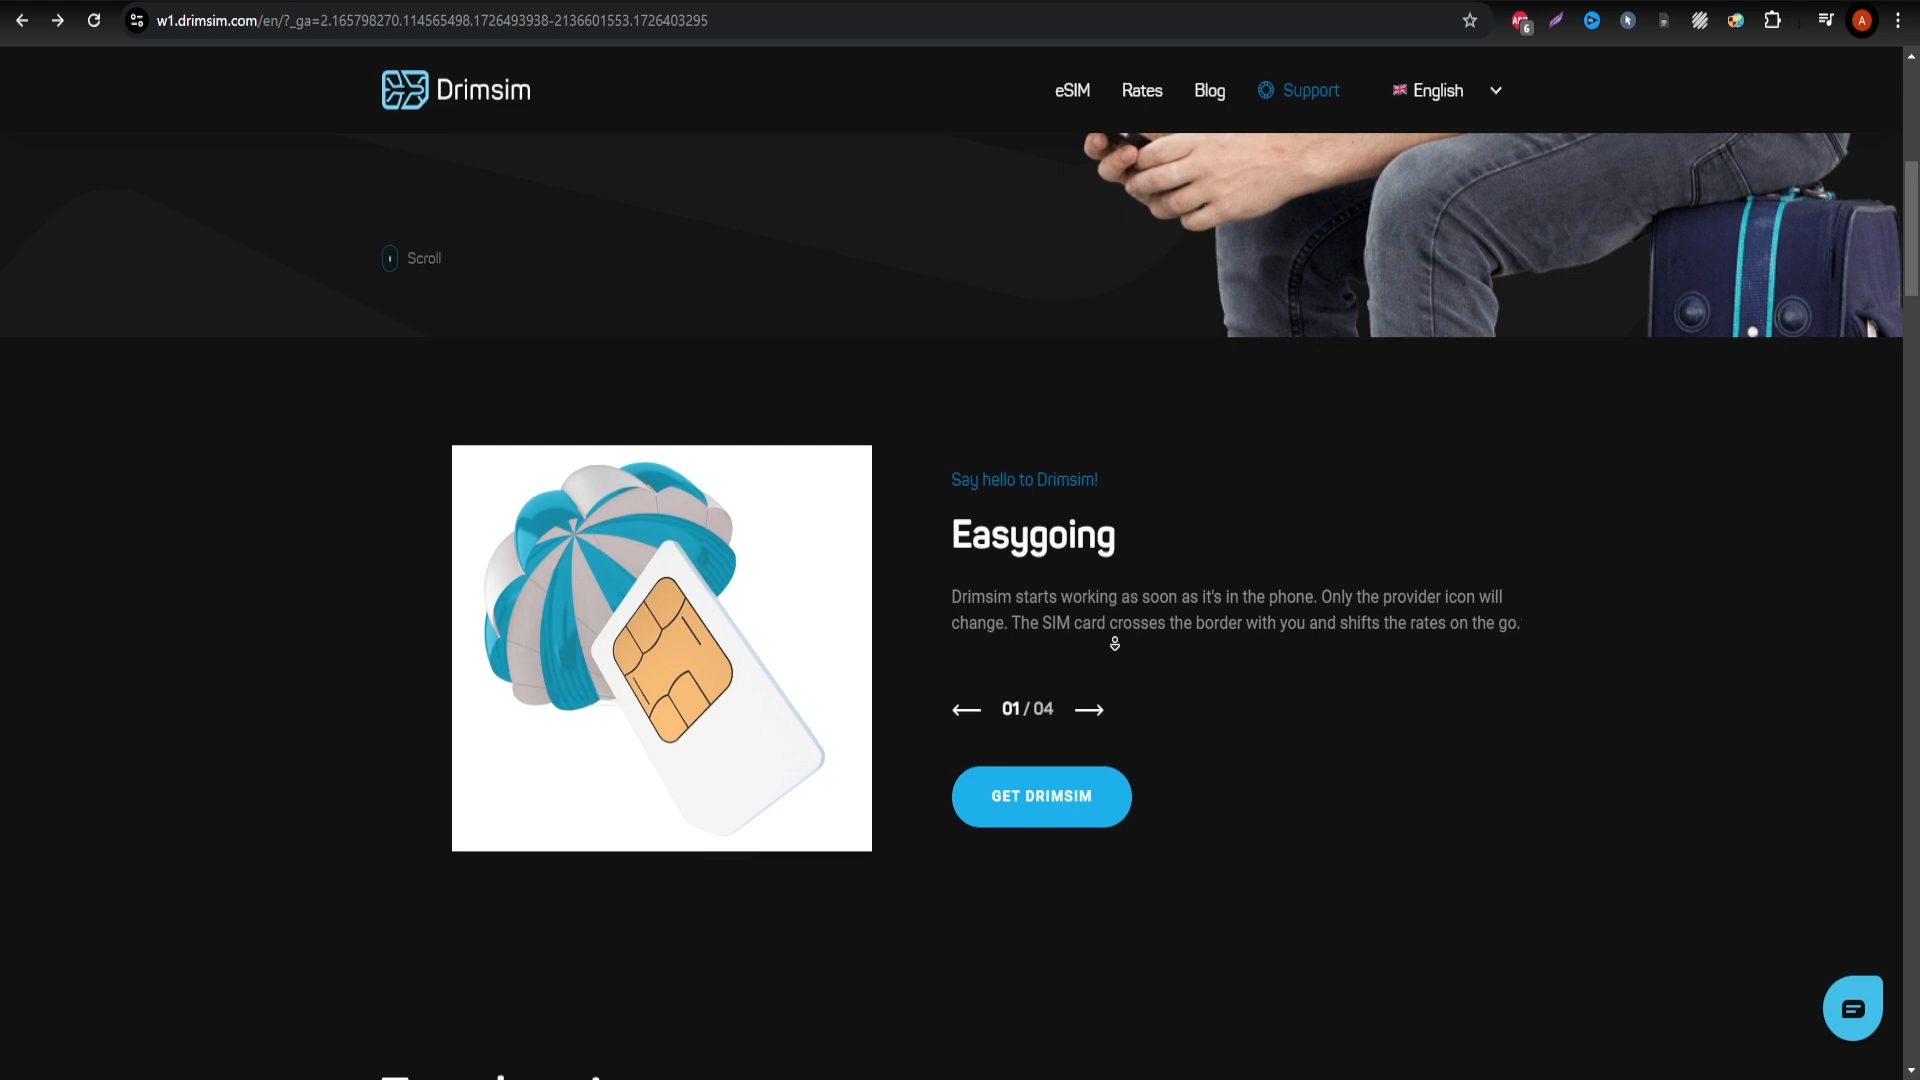 w1.drimsim.com/en/?_ga=2.165798270.114565498.1726493938-2136601553.1726403295
6
A
Drimsim
eSIM
Rates
Blog
Support
English
Scroll
Say hello to Drimsim!
Easygoing
Drimsim starts working as soon as it's in the phone. Only the provider icon will
change. The SIM card crosses the border with you and shifts the rates on the go.
01 / 04
GET DRIMSIM